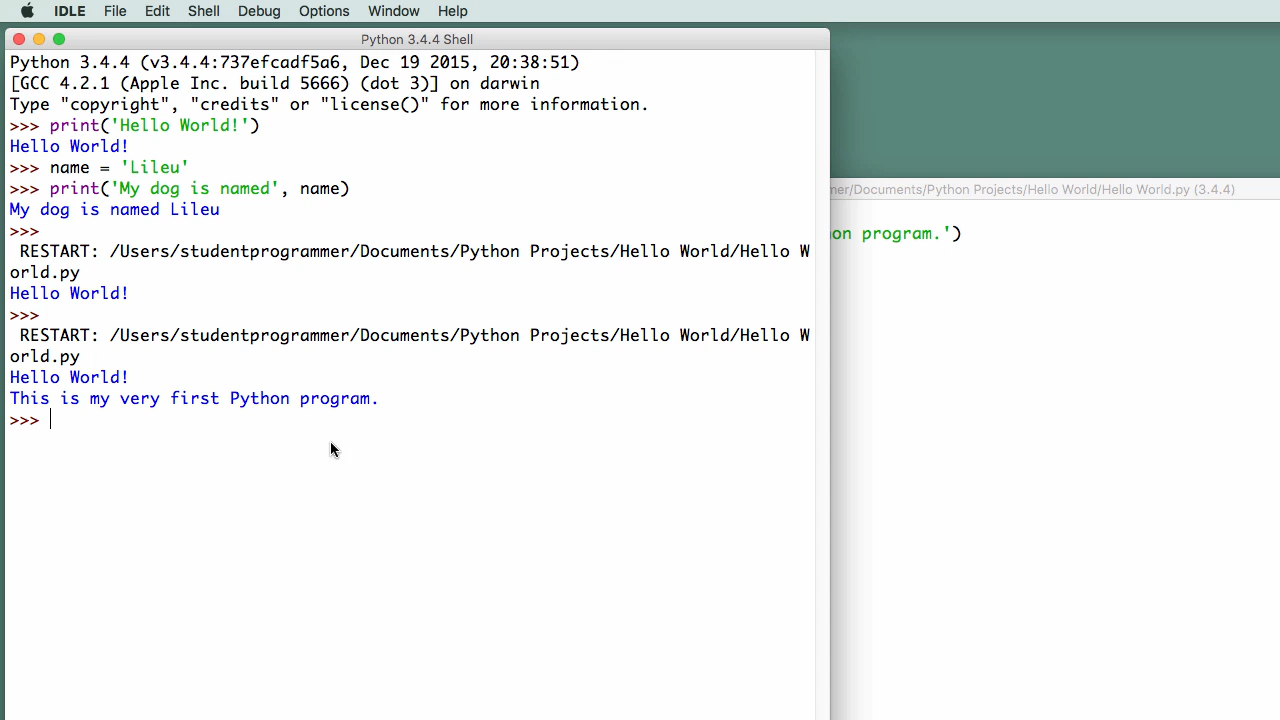 IDLE File Edit Shell Debug Options Window Help
Python 3.4.4 Shell
Python 3.4.4 (v3.4.4:737efcadf5a6, Dec 19 2015, 20:38:51)
[GCC 4.2.1 (Apple Inc. build 5666) (dot 3)] on darwin
Type "copyright", "credits" or "license()" for more information.
>>> print('Hello World!')
Hello World!
>>> name = 'Lileu'
>>> print('My dog is named', name)
My dog is named Lileu
>>>
RESTART: /Users/studentprogrammer/Documents/Python Projects/Hello World/Hello W
orld.py
Hello World!
>>>
RESTART: /Users/studentprogrammer/Documents/Python Projects/Hello World/Hello W
orld.py
Hello World!
This is my very first Python program.
>>>
mer/Documents/Python Projects/Hello World/Hello World.py (3.4.4)
on program.')